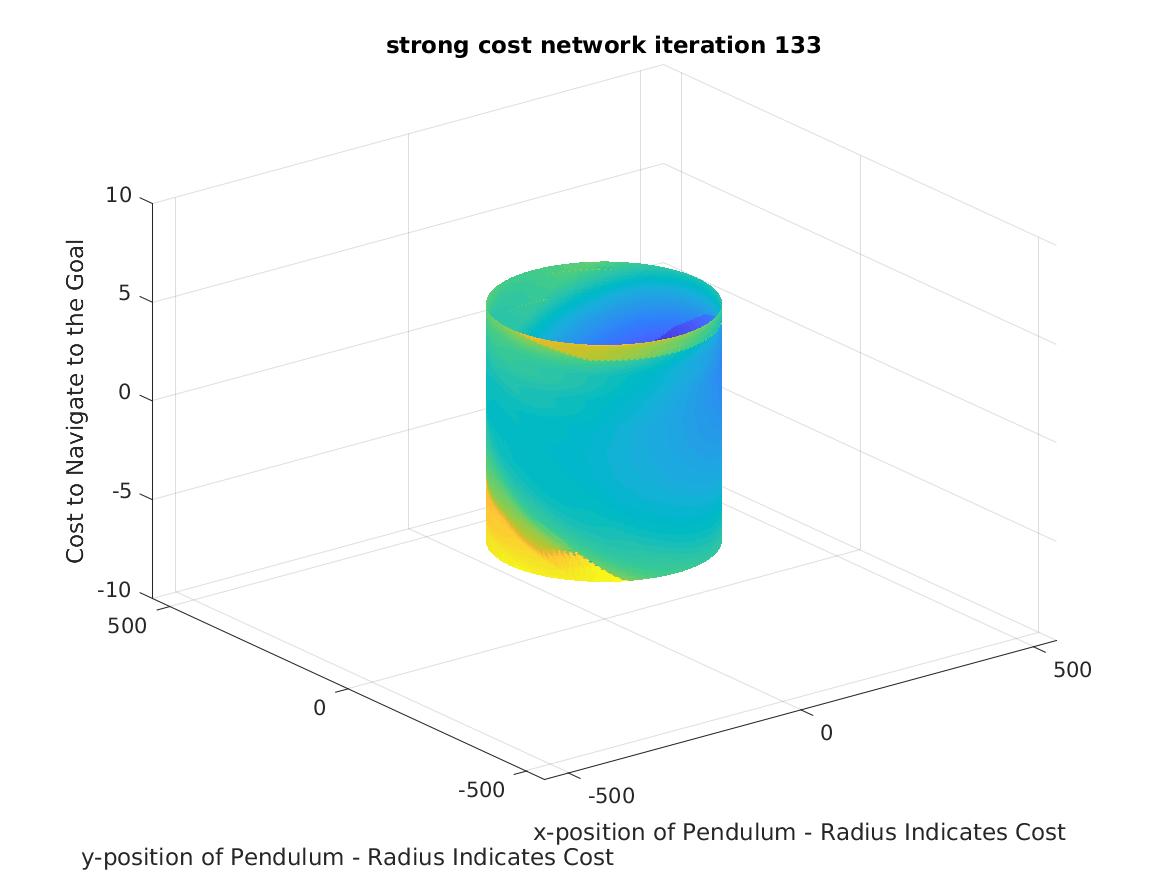 strong cost network iteration 133
10
5
0
-5
-10
Cost to Navigate to the Goal
500
0
-500
500
0
-500
x-position of Pendulum - Radius Indicates Cost
y-position of Pendulum - Radius Indicates Cost